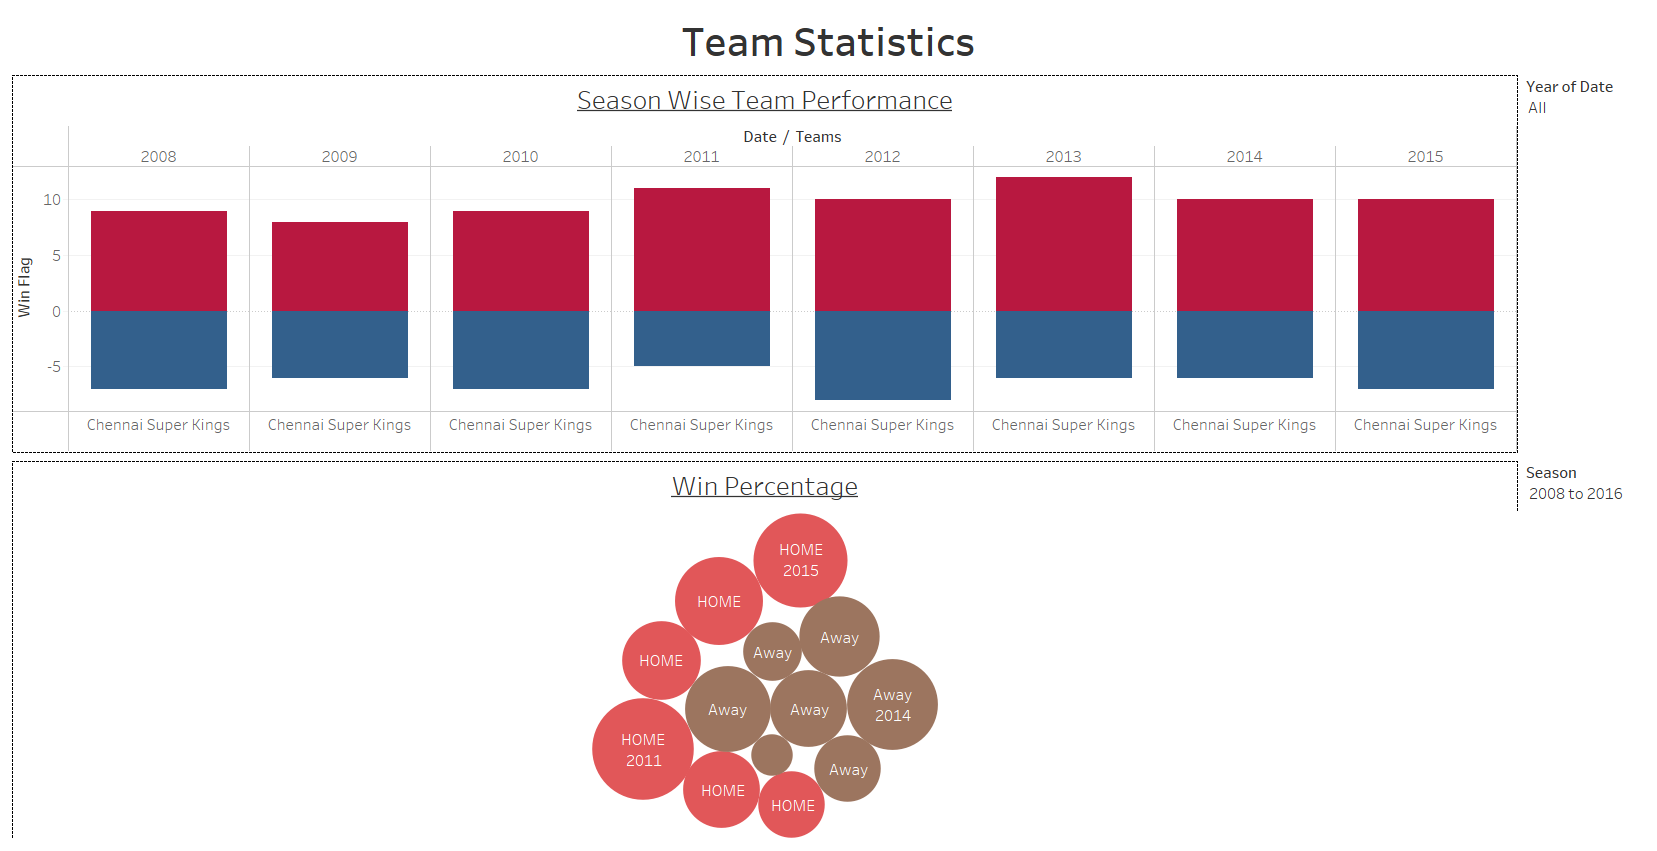 Team Statistics
Season Wise Team Performance
Year of Date
All
Date / Teams
2008 2009 2010 2011 2012 2013 2014 2015
Win Flag
10
5
0
-5
Chennai Super Kings Chennai Super Kings Chennai Super Kings Chennai Super Kings Chennai Super Kings Chennai Super Kings Chennai Super Kings Chennai Super Kings
Win Percentage
Season
2008 to 2016
HOME
2015
HOME
Away
Away
HOME
Away
Away
Away
2014
HOME
2011
Away
HOME
HOME